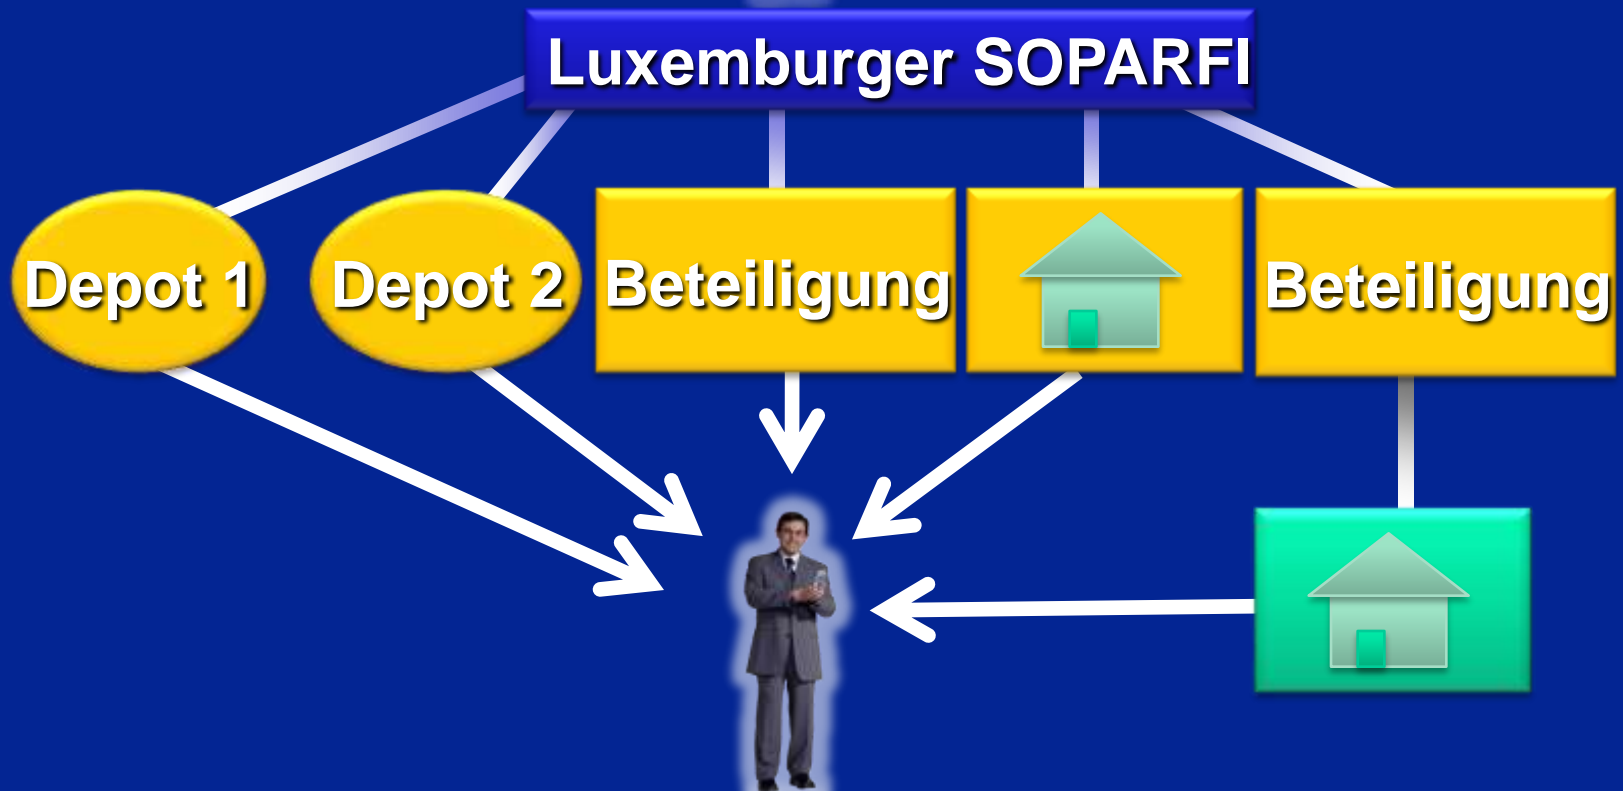 Luxemburger SOPARFI
Depot 1
Depot 2
Beteiligung
Beteiligung